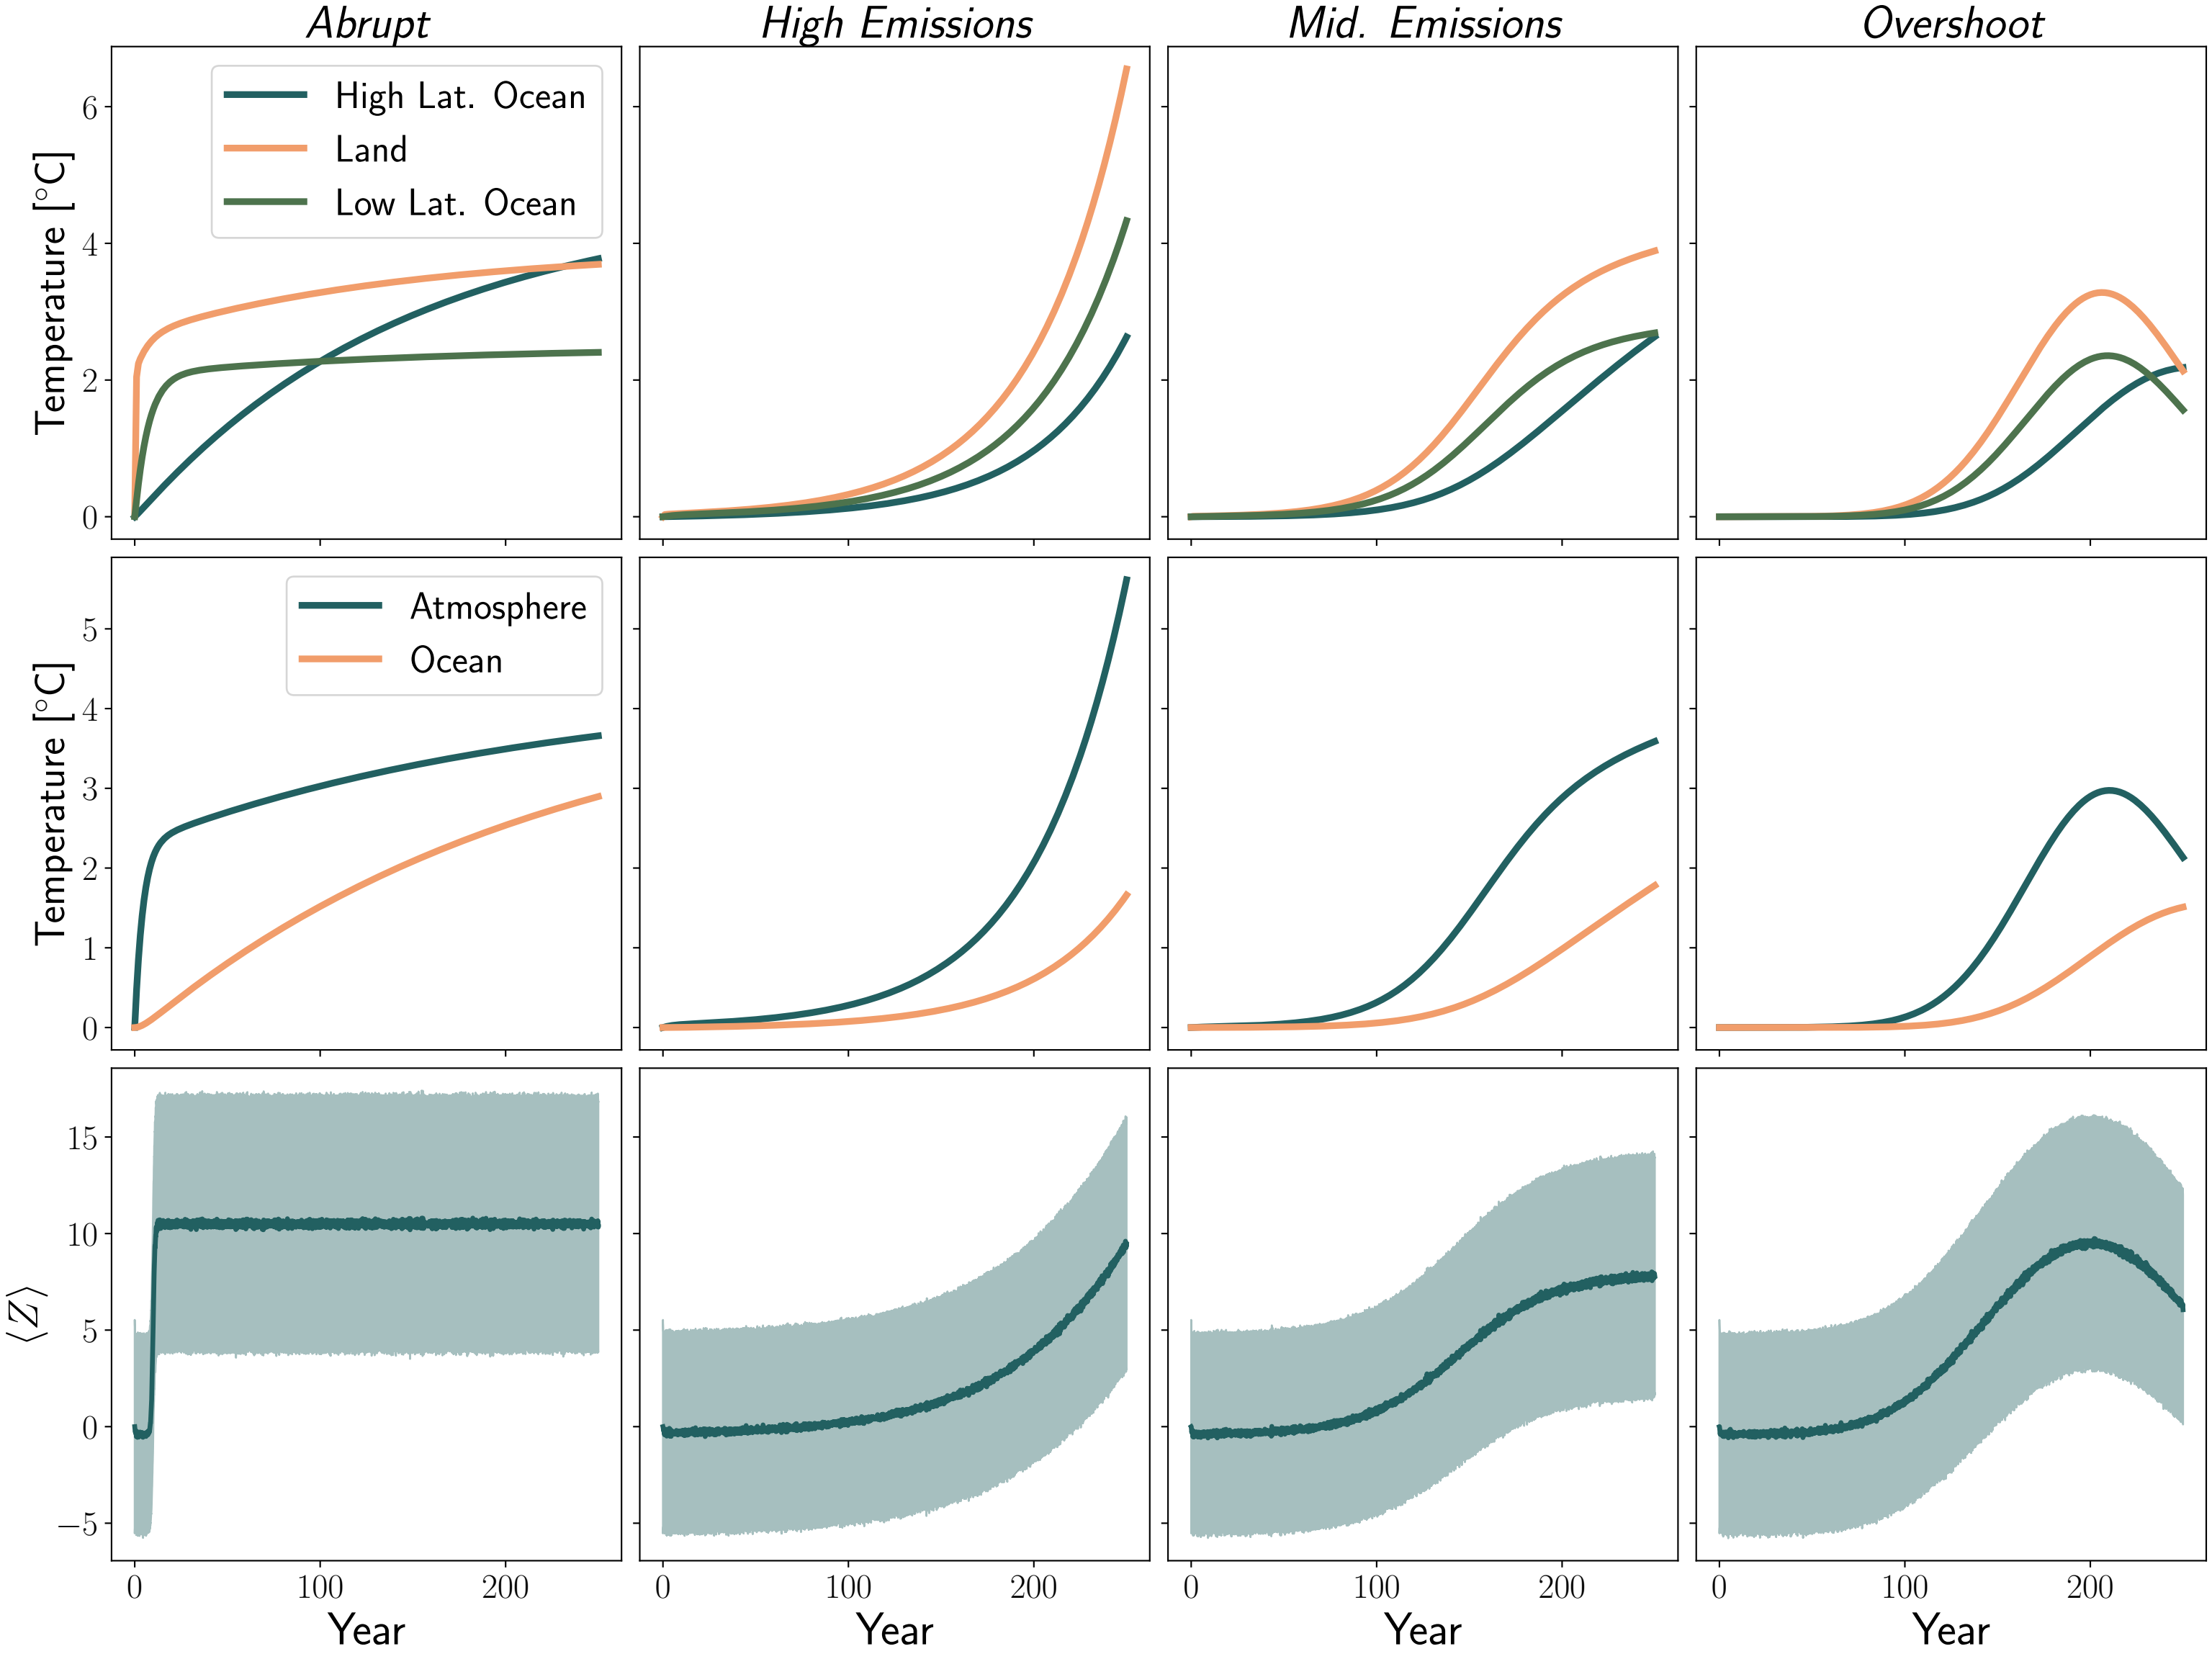 Abrupt
High Emissions
Mid. Emissions
Overshoot
Temperature [°C]
6
4
2
0
High Lat. Ocean
Land
Low Lat. Ocean
Temperature [°C]
5
4
3
2
1
0
Atmosphere
Ocean
⟨Z⟩
15
10
5
0
−5
0 100 200
0 100 200
0 100 200
0 100 200
Year
Year
Year
Year